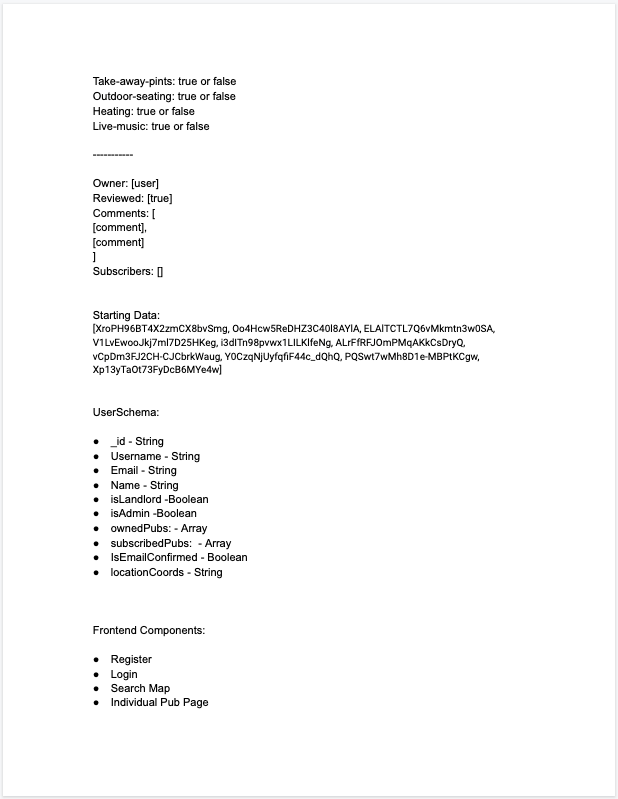 Take-away-pints: true or false
Outdoor-seating: true or false
Heating: true or false
Live-music: true or false
-----------
Owner: [user]
Reviewed: [true]
Comments: [
[comment],
[comment]
]
Subscribers: []
Starting Data:
[XroPH96BT4X2zmCX8bvSmg, Oo4Hcw5ReDHZ3C40l8AYlA, ELAlTCTL7Q6vMkmtn3w0SA,
V1LvEwooJkj7ml7D25HKeg, i3dITn98pvwx1LILKlfeNg, ALrFfRFJOmPMqAKkCsDryQ,
vCpDm3FJ2CH-CJCbrkWaug, Y0CzqNjUyfqfiF44c_dQhQ, PQSwt7wMh8D1e-MBPtKCgw,
Xp13yTaOt73FyDcB6MYe4w]
UserSchema:
● _id - String
● Username - String
● Email - String
● Name - String
● isLandlord -Boolean
● isAdmin -Boolean
● ownedPubs: - Array
● subscribedPubs:  - Array
● IsEmailConfirmed - Boolean
● locationCoords - String
Frontend Components:
● Register
● Login
● Search Map
● Individual Pub Page